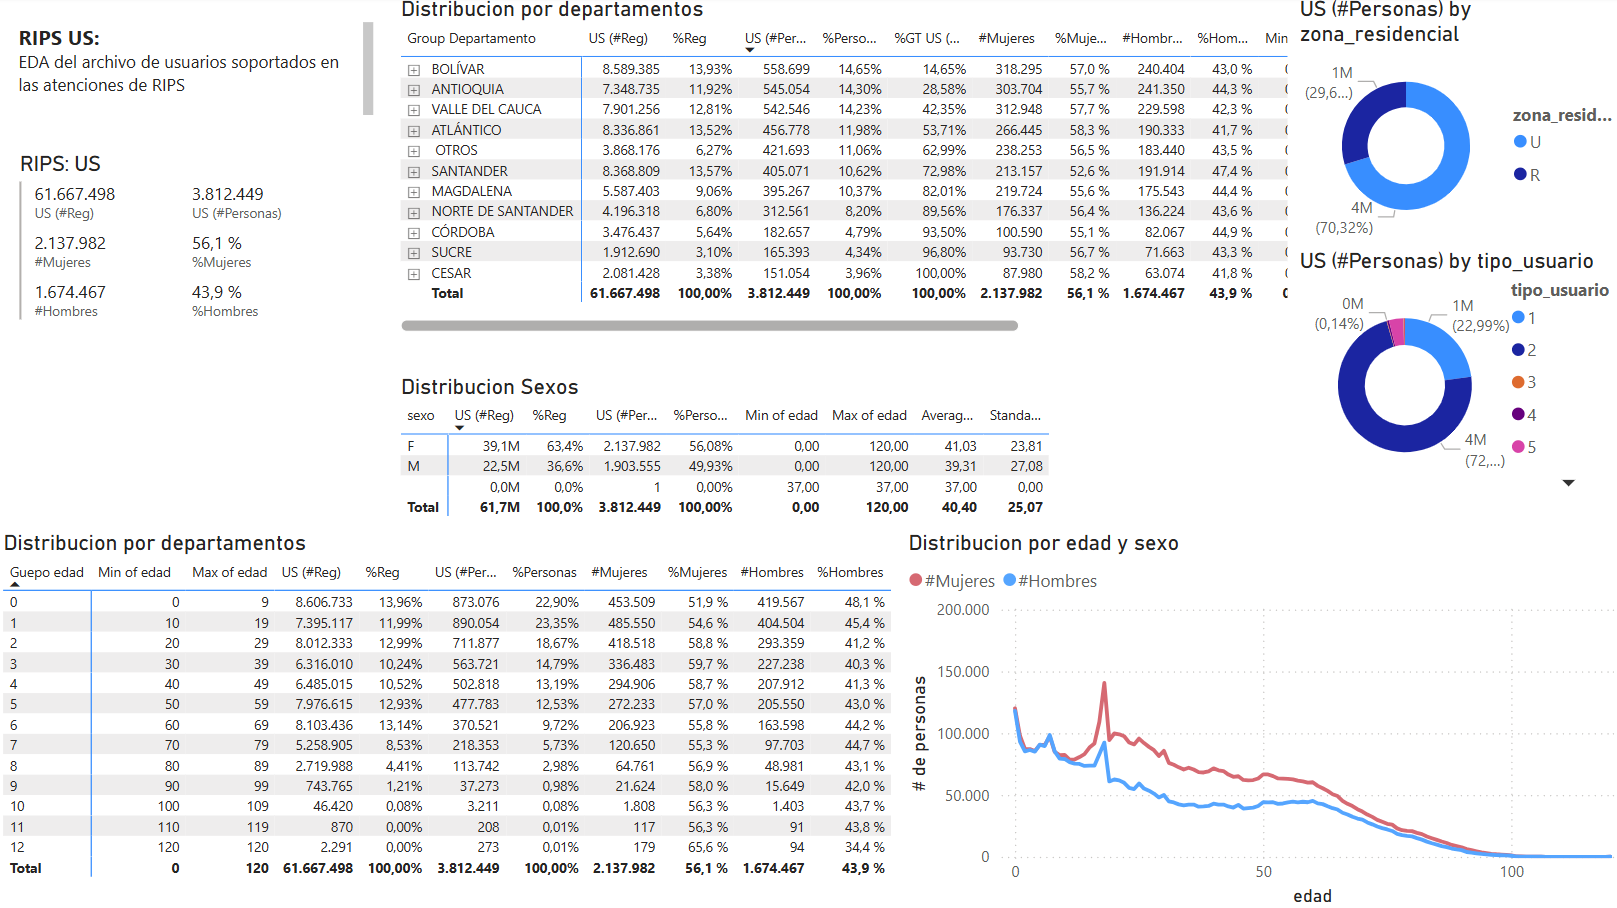 RIPS US:
EDA del archivo de usuarios soportados en
las atenciones de RIPS
RIPS: US
61.667.498 3.812.449
US (#Reg) US (#Personas)
2.137.982 56,1 %
#Mujeres %Mujeres
1.674.467 43,9 %
#Hombres %Hombres
Distribucion por departamentos
Group Departamento US (#Reg) %Reg US (#Per... %Perso... %GT US (... #Mujeres %Muje... #Hombr... %Hom... Min
BOLÍVAR 8.589.385 13,93% 558.699 14,65% 14,65% 318.295 57,0 % 240.404 43,0 %
ANTIOQUIA 7.348.735 11,92% 545.054 14,30% 28,58% 303.704 55,7 % 241.350 44,3 %
VALLE DEL CAUCA 7.901.256 12,81% 542.546 14,23% 42,35% 312.948 57,7 % 229.598 42,3 %
ATLÁNTICO 8.336.861 13,52% 456.778 11,98% 53,71% 266.445 58,3 % 190.333 41,7 %
OTROS 3.868.176 6,27% 421.693 11,06% 62,99% 238.253 56,5 % 183.440 43,5 %
SANTANDER 8.368.809 13,57% 405.071 10,62% 72,98% 213.157 52,6 % 191.914 47,4 %
MAGDALENA 5.587.403 9,06% 395.267 10,37% 82,01% 219.724 55,6 % 175.543 44,4 %
NORTE DE SANTANDER 4.196.318 6,80% 312.561 8,20% 89,56% 176.337 56,4 % 136.224 43,6 %
CÓRDOBA 3.476.437 5,64% 182.657 4,79% 93,50% 100.590 55,1 % 82.067 44,9 %
SUCRE 1.912.690 3,10% 165.393 4,34% 96,80% 93.730 56,7 % 71.663 43,3 %
CESAR 2.081.428 3,38% 151.054 3,96% 100,00% 87.980 58,2 % 63.074 41,8 %
Total 61.667.498 100,00% 3.812.449 100,00% 100,00% 2.137.982 56,1 % 1.674.467 43,9 %
US (#Personas) by
zona_residencial
1M
(29,6...)
4M
(70,32%)
zona_resid...
U
R
US (#Personas) by tipo_usuario
0M
(0,14%)
1M
(22,99%)
4M
(72,...)
tipo_usuario
1
2
3
4
5
Distribucion Sexos
sexo US (#Reg) %Reg US (#Per... %Perso... Min of edad Max of edad Averag... Standa...
F 39,1M 63,4% 2.137.982 56,08% 0,00 120,00 41,03 23,81
M 22,5M 36,6% 1.903.555 49,93% 0,00 120,00 39,31 27,08
0,0M 0,0% 1 0,00% 37,00 37,00 37,00 0,00
Total 61,7M 100,0% 3.812.449 100,00% 0,00 120,00 40,40 25,07
Distribucion por departamentos
Guepo edad Min of edad Max of edad US (#Reg) %Reg US (#Per... %Personas #Mujeres %Mujeres #Hombres %Hombres
0 0 9 8.606.733 13,96% 873.076 22,90% 453.509 51,9 % 419.567 48,1 %
1 10 19 7.395.117 11,99% 890.054 23,35% 485.550 54,6 % 404.504 45,4 %
2 20 29 8.012.333 12,99% 711.877 18,67% 418.518 58,8 % 293.359 41,2 %
3 30 39 6.316.010 10,24% 563.721 14,79% 336.483 59,7 % 227.238 40,3 %
4 40 49 6.485.015 10,52% 502.818 13,19% 294.906 58,7 % 207.912 41,3 %
5 50 59 7.976.615 12,93% 477.783 12,53% 272.233 57,0 % 205.550 43,0 %
6 60 69 8.103.436 13,14% 370.521 9,72% 206.923 55,8 % 163.598 44,2 %
7 70 79 5.258.905 8,53% 218.353 5,73% 120.650 55,3 % 97.703 44,7 %
8 80 89 2.719.988 4,41% 113.742 2,98% 64.761 56,9 % 48.981 43,1 %
9 90 99 743.765 1,21% 37.273 0,98% 21.624 58,0 % 15.649 42,0 %
10 100 109 46.420 0,08% 3.211 0,08% 1.808 56,3 % 1.403 43,7 %
11 110 119 870 0,00% 208 0,01% 117 56,3 % 91 43,8 %
12 120 120 2.291 0,00% 273 0,01% 179 65,6 % 94 34,4 %
Total 0 120 61.667.498 100,00% 3.812.449 100,00% 2.137.982 56,1 % 1.674.467 43,9 %
Distribucion por edad y sexo
#Mujeres #Hombres
# de personas
200.000
150.000
100.000
50.000
0
0 50 100
edad